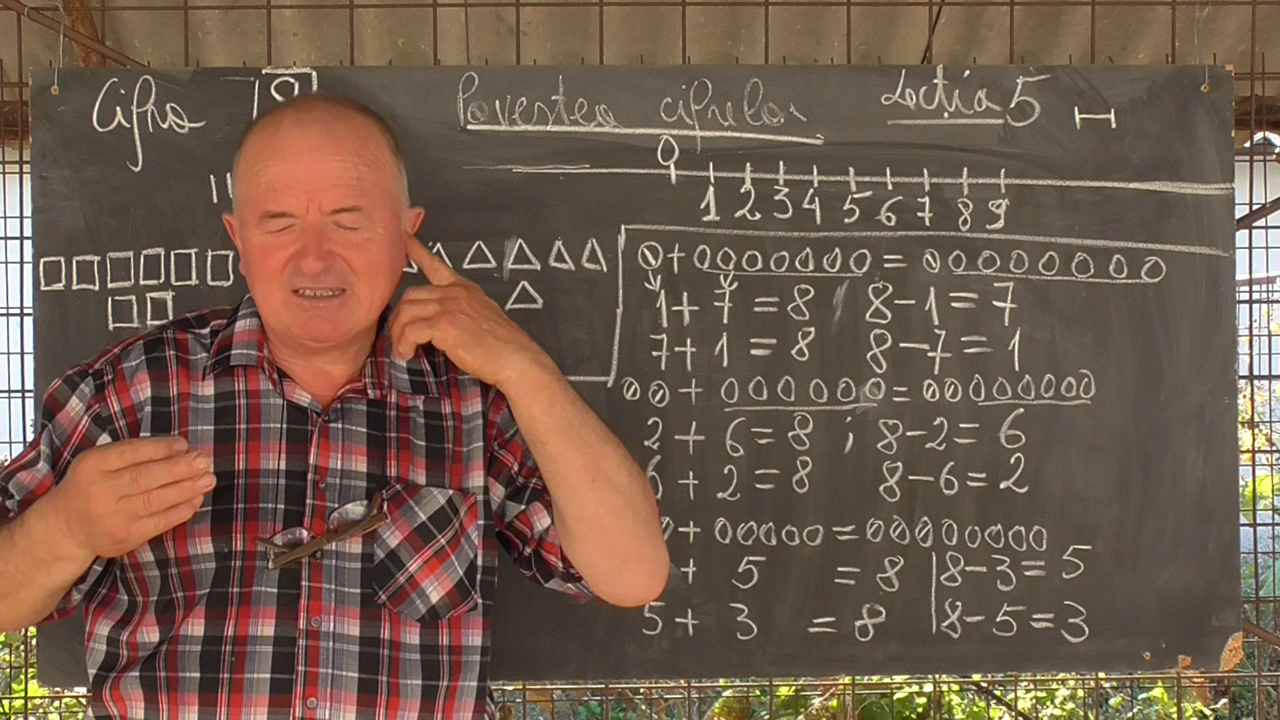 Cifra 8 Povestea cifrelor Lectia 5
0
1 2 3 4 5 6 7 8 9
0+0000000=00000000
1+7=8 8-1=7
7+1=8 8-7=1
00+000000=00000000
2+6=8; 8-2=6
6+2=8 8-6=2
0+00000=00000000
+ 5 = 8 | 8-3=5
5+3=8 | 8-5=3